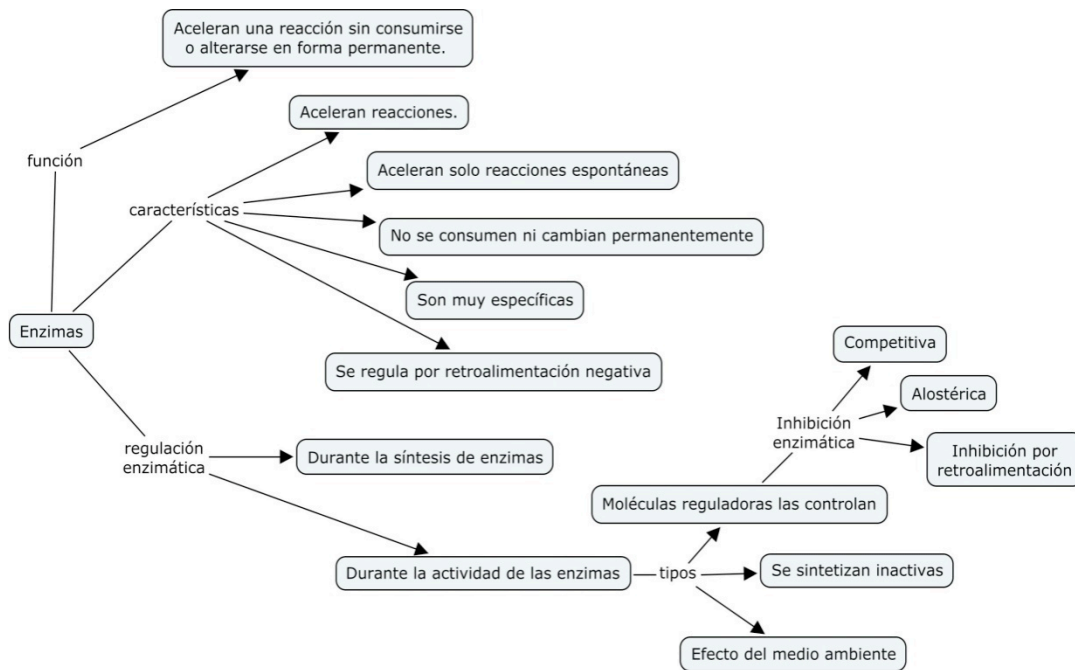 Aceleran una reacción sin consumirse
o alterarse en forma permanente.
Aceleran reacciones.
función
Aceleran solo reacciones espontáneas
característícas
No se consumen ni cambian permanentemente
Son muy específicas
Enzimas
Se regula por retroalimentación negativa
Competitiva
Alostérica
Inhibición
enzimática
Inhibición por
retroalimentación
regulación
enzimática
Durante la síntesis de enzimas
Moléculas reguladoras las controlan
Durante la actividad de las enzimas
tipos
Se sintetizan inactivas
Efecto del medio ambiente